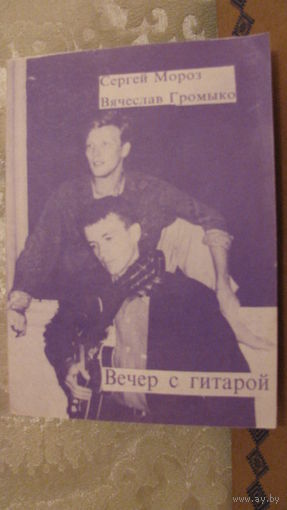 Сергей Мороз
Вячеслав Громыко
Вечер с гитарой
www.ay.by